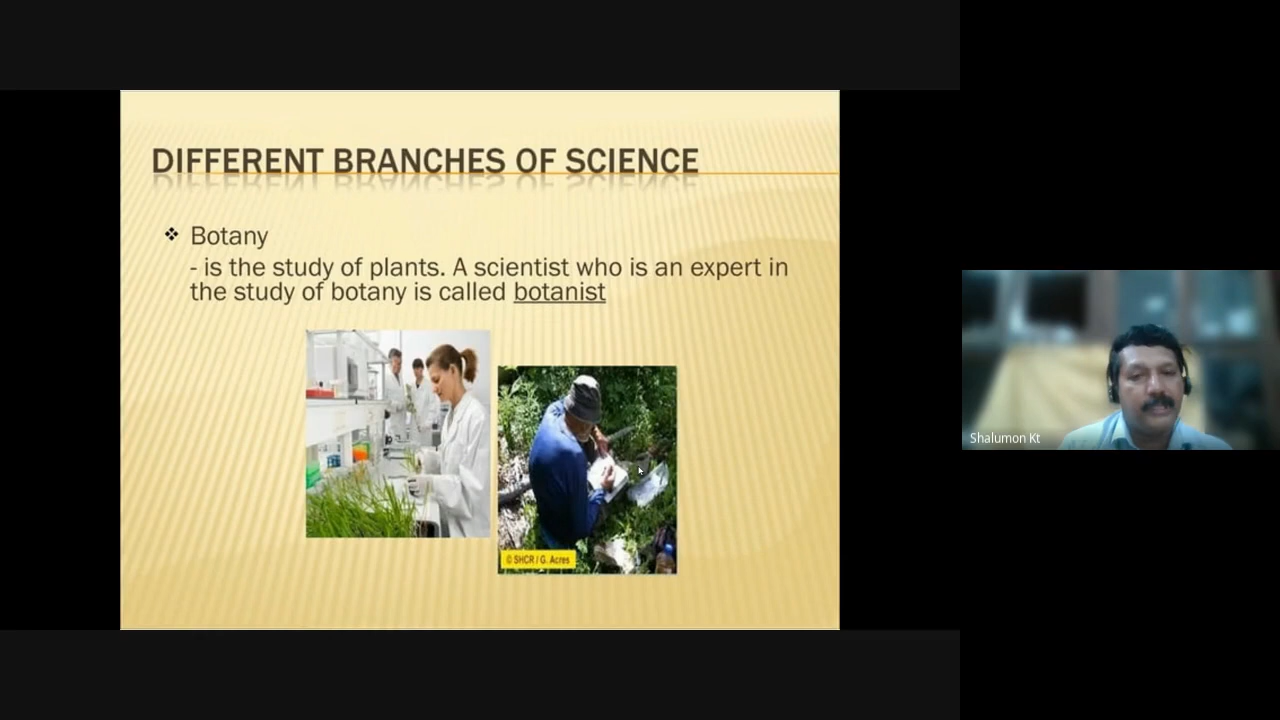 DIFFERENT BRANCHES OF SCIENCE
❖ Botany
- is the study of plants. A scientist who is an expert in
the study of botany is called botanist
© SHCR / G. Acres
Shalumon Kt